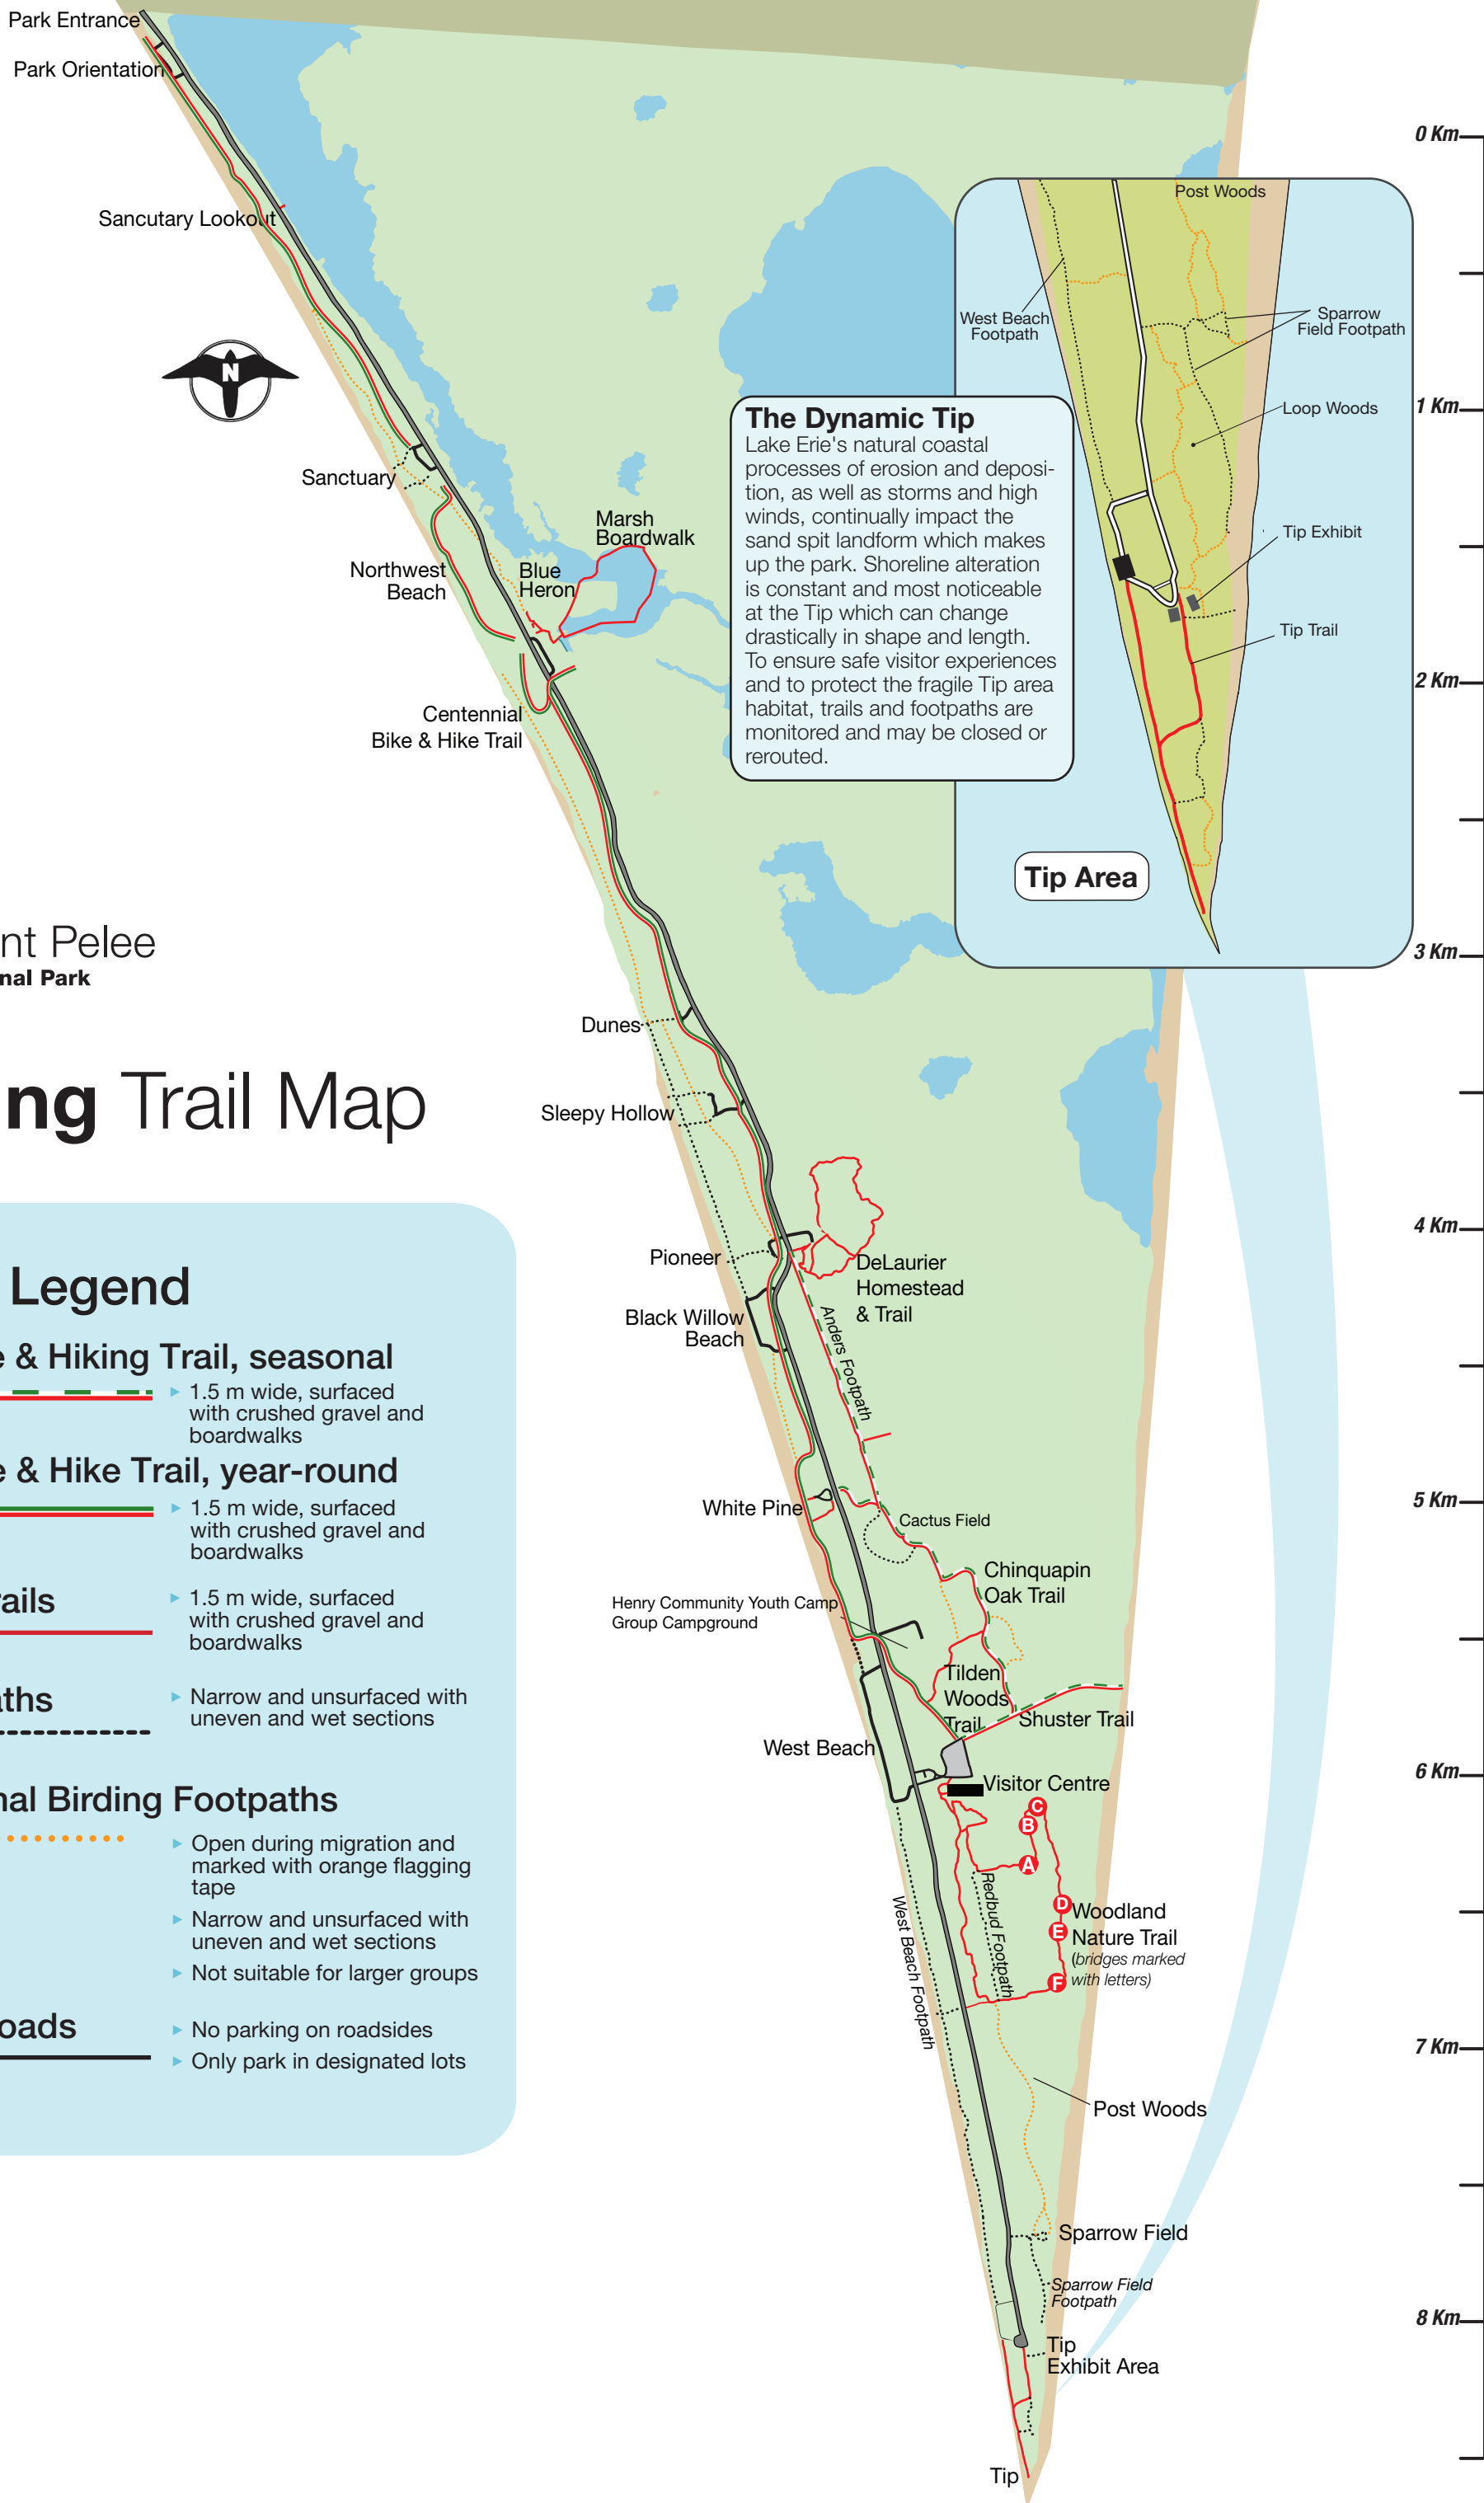 Park Entrance
Park Orientation
Sancutary Lookout
N
Sanctuary
Marsh
Boardwalk
Blue
Heron
Northwest
Beach
Centennial
Bike & Hike Trail
Dunes
Sleepy Hollow
Pioneer
DeLaurier
Homestead
& Trail
Black Willow
Beach
Anders Footpath
White Pine
Cactus Field
Chinquapin
Oak Trail
Henry Community Youth Camp
Group Campground
Tilden
Woods
Trail
Shuster Trail
West Beach
Visitor Centre
C
B
A
D
E
F
Woodland
Nature Trail
(bridges marked
with letters)
Redbud Footpath
West Beach Footpath
Post Woods
Sparrow Field
Sparrow Field
Footpath
Tip
Exhibit Area
Tip
The Dynamic Tip
Lake Erie's natural coastal
processes of erosion and deposi-
tion, as well as storms and high
winds, continually impact the
sand spit landform which makes
up the park. Shoreline alteration
is constant and most noticeable
at the Tip which can change
drastically in shape and length.
To ensure safe visitor experiences
and to protect the fragile Tip area
habitat, trails and footpaths are
monitored and may be closed or
rerouted.
Post Woods
West Beach
Footpath
Sparrow
Field Footpath
Loop Woods
Tip Exhibit
Tip Trail
Tip Area
0 Km
1 Km
2 Km
3 Km
4 Km
5 Km
6 Km
7 Km
8 Km
nt Pelee
nal Park
ng Trail Map
Legend
e & Hiking Trail, seasonal
1.5 m wide, surfaced
with crushed gravel and
boardwalks
e & Hike Trail, year-round
1.5 m wide, surfaced
with crushed gravel and
boardwalks
rails
1.5 m wide, surfaced
with crushed gravel and
boardwalks
aths
Narrow and unsurfaced with
uneven and wet sections
nal Birding Footpaths
Open during migration and
marked with orange flagging
tape
Narrow and unsurfaced with
uneven and wet sections
Not suitable for larger groups
oads
No parking on roadsides
Only park in designated lots